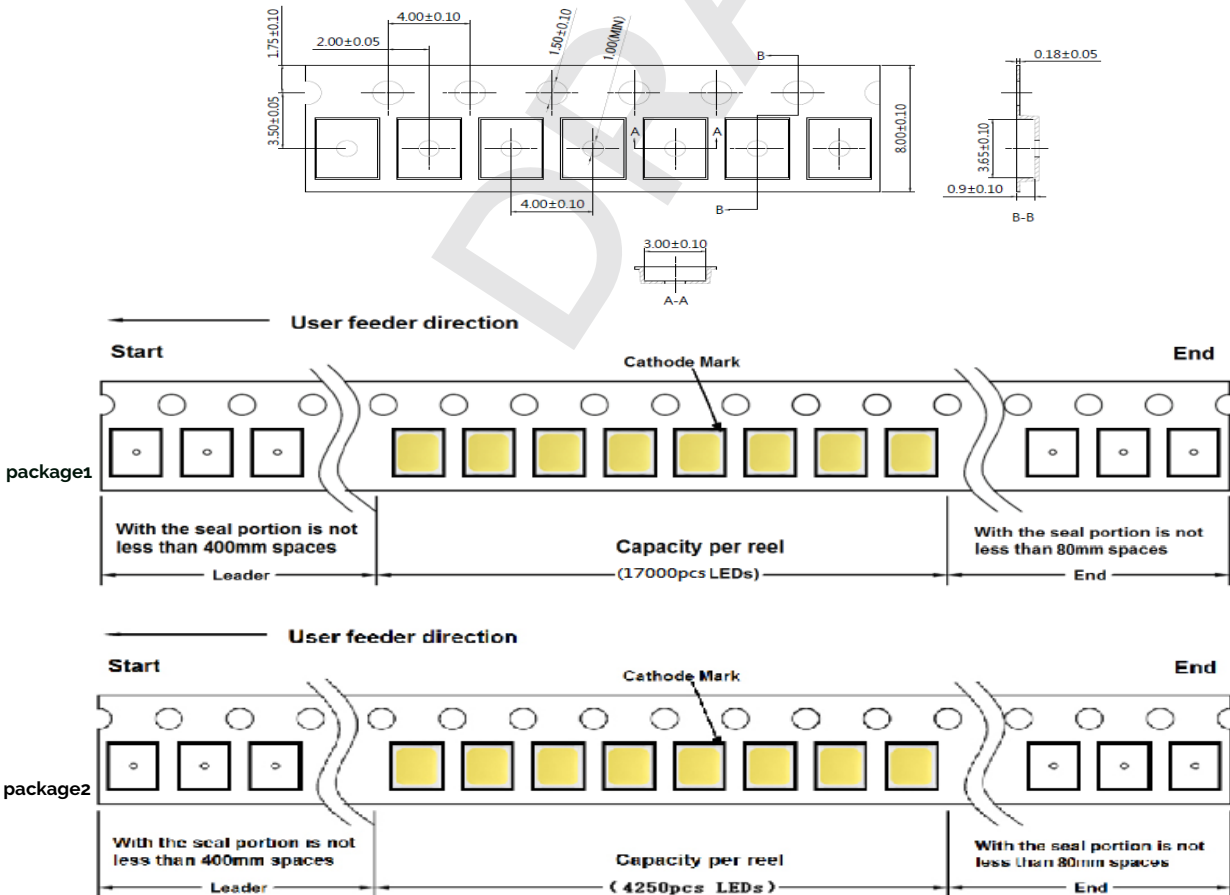 4.00±0.10
1.75±0.10
2.00±0.05
1.50±0.10
1.00(MIN)
B
0.18±0.05
3.50±0.05
A
A
8.00±0.10
3.65±0.10
0.9±0.10
4.00±0.10
B
B-B
3.00±0.10
A-A
User feeder direction
Start
Cathode Mark
End
package1
With the seal portion is not
less than 400mm spaces
Capacity per reel
With the seal portion is not
less than 80mm spaces
Leader
(17000pcs LEDs)
End
User feeder direction
Start
Cathode Mark
End
package2
With the seal portion is not
less than 400mm spaces
Capacity per reel
With the seal portion is not
less than 80mm spaces
Leader
(4250pcs LEDs)
End